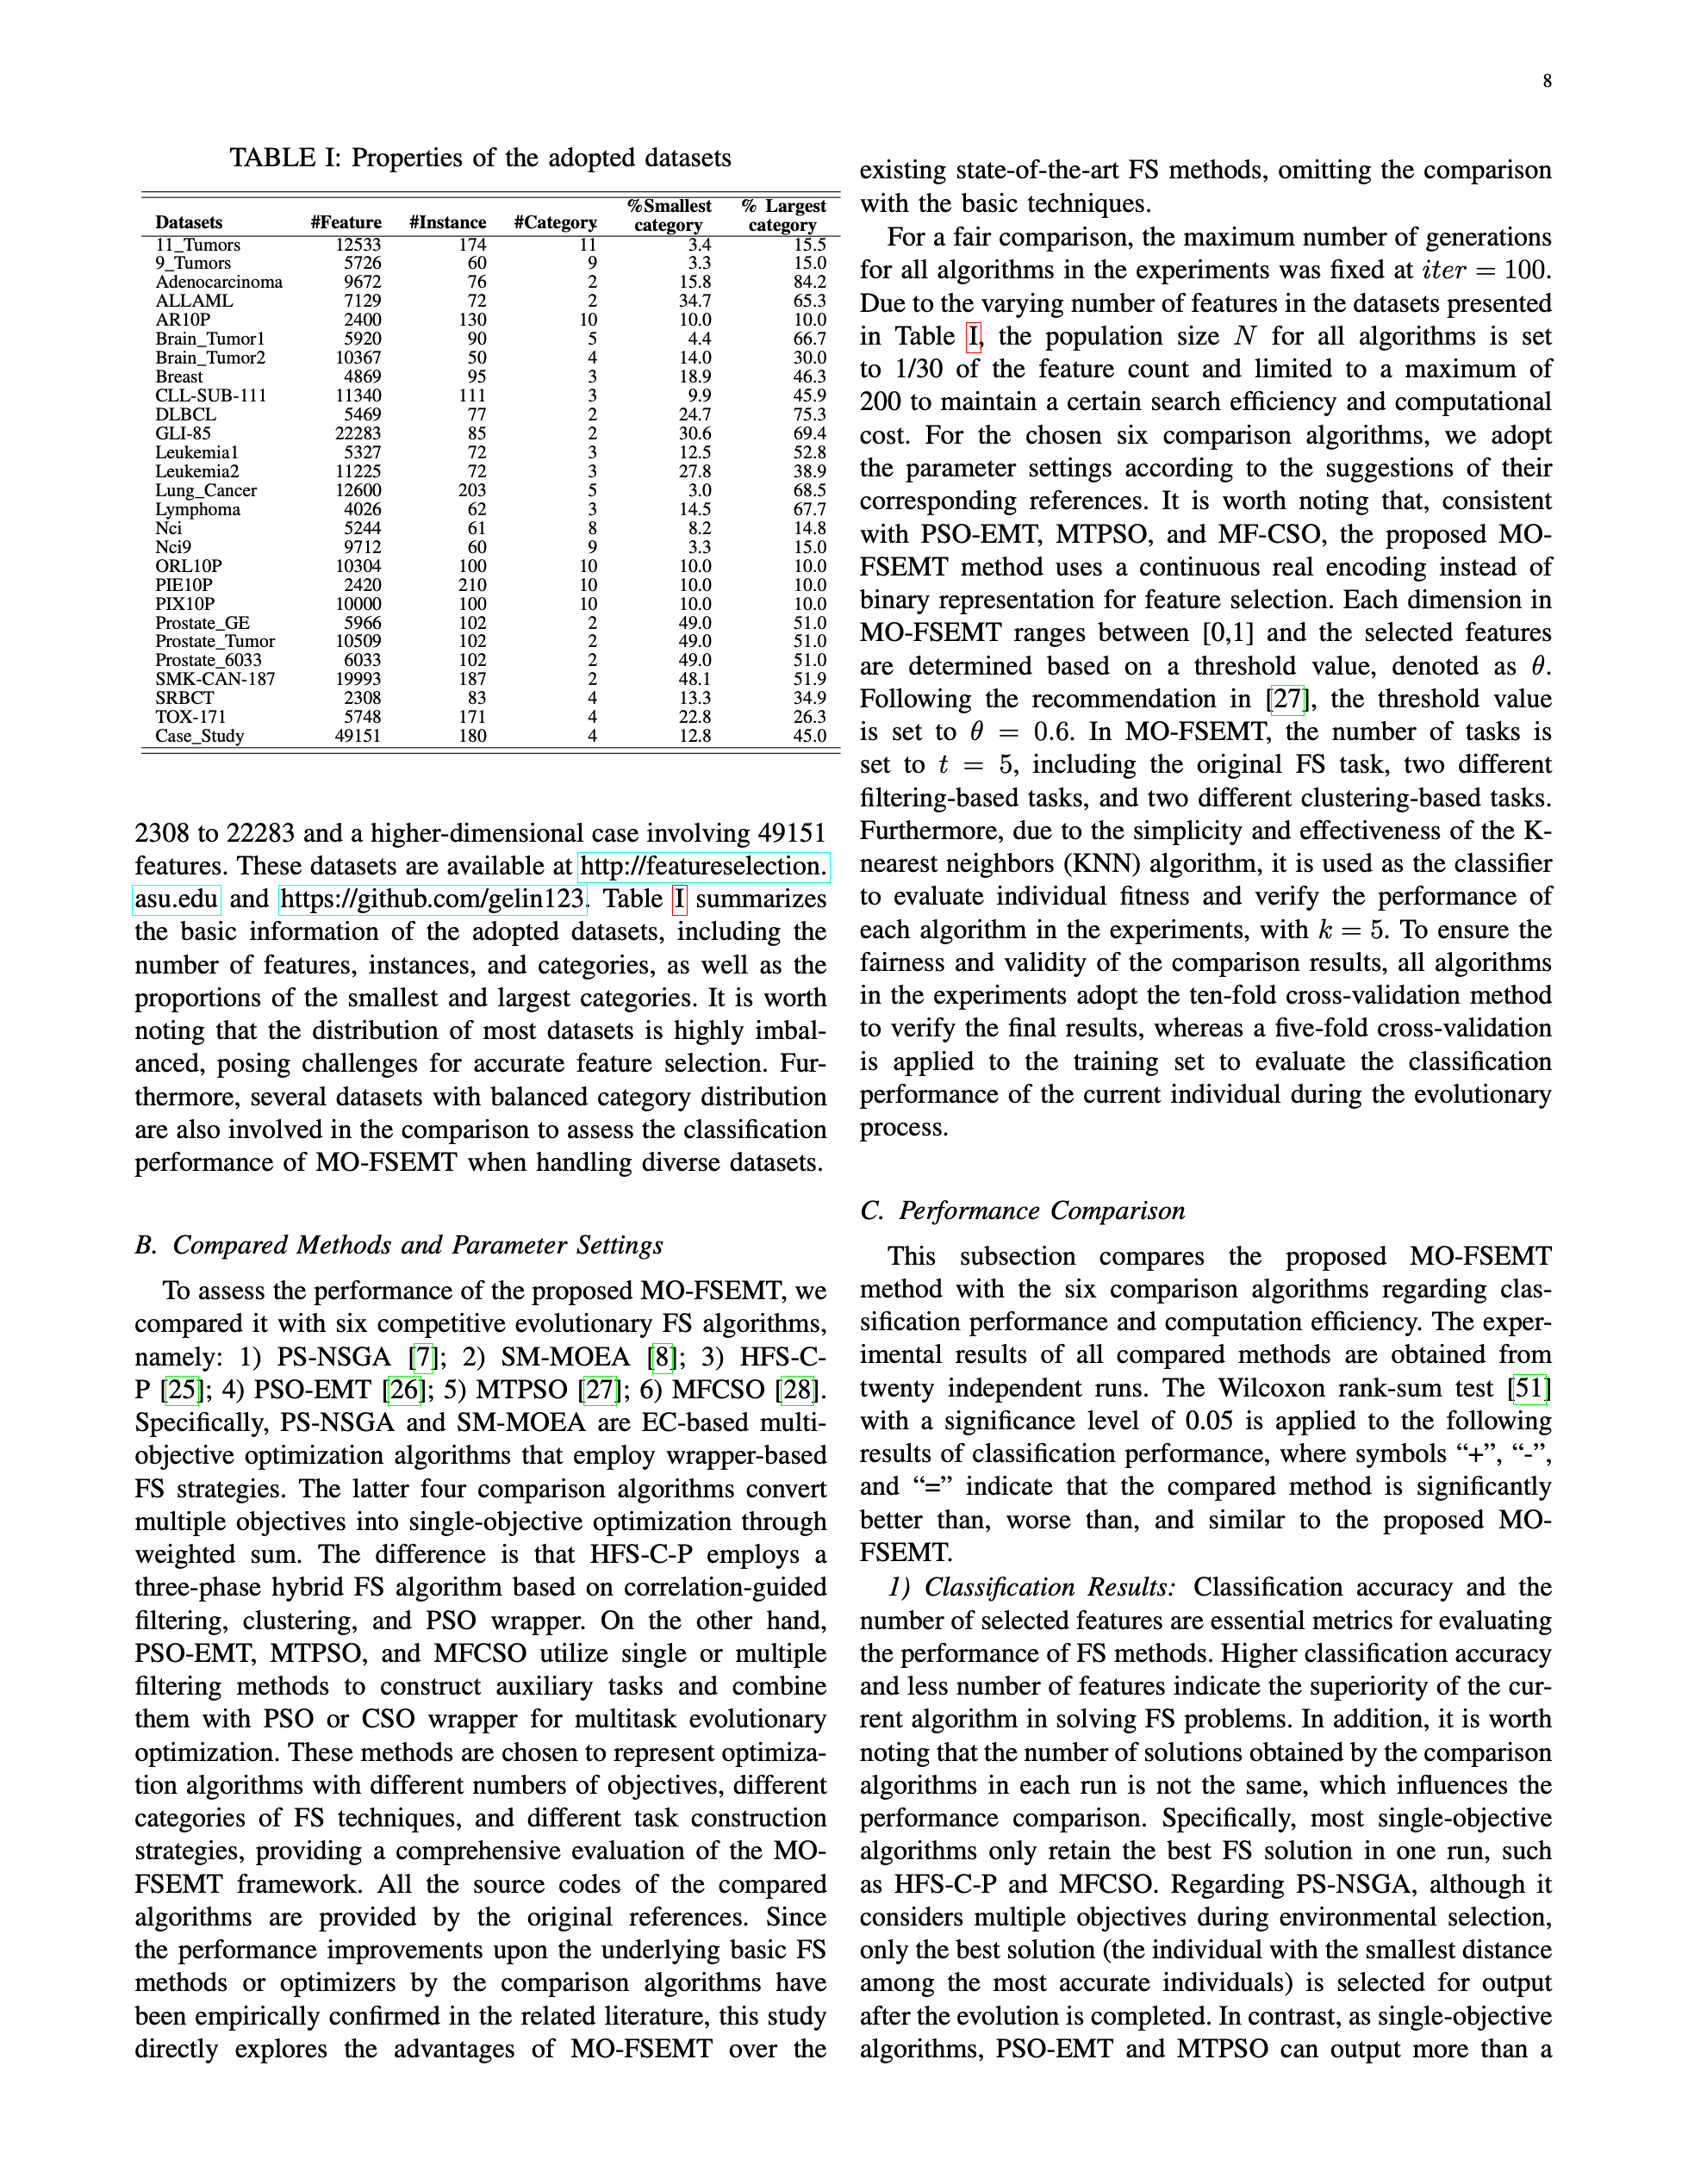 8
TABLE I: Properties of the adopted datasets
Datasets #Feature #Instance #Category %Smallest category % Largest category
11_Tumors 12533 174 11 3.4 15.5
9_Tumors 5726 60 9 3.3 15.0
Adenocarcinoma 9672 76 2 15.8 84.2
ALLAML 7129 72 2 34.7 65.3
AR10P 2400 130 10 10.0 10.0
Brain_Tumor1 5920 90 5 4.4 66.7
Brain_Tumor2 10367 50 4 14.0 30.0
Breast 4869 95 3 18.9 46.3
CLL-SUB-111 11340 111 3 9.9 45.9
DLBCL 5469 77 2 24.7 75.3
GLI-85 22283 85 2 30.6 69.4
Leukemia1 5327 72 3 12.5 52.8
Leukemia2 11225 72 3 27.8 38.9
Lung_Cancer 12600 203 5 3.0 68.5
Lymphoma 4026 62 3 14.5 67.7
Nci 5244 61 8 8.2 14.8
Nci9 9712 60 9 3.3 15.0
ORL10P 10304 100 10 10.0 10.0
PIE10P 2420 210 10 10.0 10.0
PIX10P 10000 100 10 10.0 10.0
Prostate_GE 5966 102 2 49.0 51.0
Prostate_Tumor 10509 102 2 49.0 51.0
Prostate_6033 6033 102 2 49.0 51.0
SMK-CAN-187 19993 187 2 48.1 51.9
SRBCT 2308 83 4 13.3 34.9
TOX-171 5748 171 4 22.8 26.3
Case_Study 49151 180 4 12.8 45.0
2308 to 22283 and a higher-dimensional case involving 49151
features. These datasets are available at http://featureselection.
asu.edu and https://github.com/gelin123. Table I summarizes
the basic information of the adopted datasets, including the
number of features, instances, and categories, as well as the
proportions of the smallest and largest categories. It is worth
noting that the distribution of most datasets is highly imbal-
anced, posing challenges for accurate feature selection. Fur-
thermore, several datasets with balanced category distribution
are also involved in the comparison to assess the classification
performance of MO-FSEMT when handling diverse datasets.
B. Compared Methods and Parameter Settings
To assess the performance of the proposed MO-FSEMT, we
compared it with six competitive evolutionary FS algorithms,
namely: 1) PS-NSGA [7]; 2) SM-MOEA [8]; 3) HFS-C-
P [25]; 4) PSO-EMT [26]; 5) MTPSO [27]; 6) MFCSO [28].
Specifically, PS-NSGA and SM-MOEA are EC-based multi-
objective optimization algorithms that employ wrapper-based
FS strategies. The latter four comparison algorithms convert
multiple objectives into single-objective optimization through
weighted sum. The difference is that HFS-C-P employs a
three-phase hybrid FS algorithm based on correlation-guided
filtering, clustering, and PSO wrapper. On the other hand,
PSO-EMT, MTPSO, and MFCSO utilize single or multiple
filtering methods to construct auxiliary tasks and combine
them with PSO or CSO wrapper for multitask evolutionary
optimization. These methods are chosen to represent optimiza-
tion algorithms with different numbers of objectives, different
categories of FS techniques, and different task construction
strategies, providing a comprehensive evaluation of the MO-
FSEMT framework. All the source codes of the compared
algorithms are provided by the original references. Since
the performance improvements upon the underlying basic FS
methods or optimizers by the comparison algorithms have
been empirically confirmed in the related literature, this study
directly explores the advantages of MO-FSEMT over the
existing state-of-the-art FS methods, omitting the comparison
with the basic techniques.
For a fair comparison, the maximum number of generations
for all algorithms in the experiments was fixed at iter = 100.
Due to the varying number of features in the datasets presented
in Table I, the population size N for all algorithms is set
to 1/30 of the feature count and limited to a maximum of
200 to maintain a certain search efficiency and computational
cost. For the chosen six comparison algorithms, we adopt
the parameter settings according to the suggestions of their
corresponding references. It is worth noting that, consistent
with PSO-EMT, MTPSO, and MF-CSO, the proposed MO-
FSEMT method uses a continuous real encoding instead of
binary representation for feature selection. Each dimension in
MO-FSEMT ranges between [0,1] and the selected features
are determined based on a threshold value, denoted as θ.
Following the recommendation in [27], the threshold value
is set to θ = 0.6. In MO-FSEMT, the number of tasks is
set to t = 5, including the original FS task, two different
filtering-based tasks, and two different clustering-based tasks.
Furthermore, due to the simplicity and effectiveness of the K-
nearest neighbors (KNN) algorithm, it is used as the classifier
to evaluate individual fitness and verify the performance of
each algorithm in the experiments, with k = 5. To ensure the
fairness and validity of the comparison results, all algorithms
in the experiments adopt the ten-fold cross-validation method
to verify the final results, whereas a five-fold cross-validation
is applied to the training set to evaluate the classification
performance of the current individual during the evolutionary
process.
C. Performance Comparison
This subsection compares the proposed MO-FSEMT
method with the six comparison algorithms regarding clas-
sification performance and computation efficiency. The exper-
imental results of all compared methods are obtained from
twenty independent runs. The Wilcoxon rank-sum test [51]
with a significance level of 0.05 is applied to the following
results of classification performance, where symbols “+”, “-”,
and “=” indicate that the compared method is significantly
better than, worse than, and similar to the proposed MO-
FSEMT.
1) Classification Results: Classification accuracy and the
number of selected features are essential metrics for evaluating
the performance of FS methods. Higher classification accuracy
and less number of features indicate the superiority of the cur-
rent algorithm in solving FS problems. In addition, it is worth
noting that the number of solutions obtained by the comparison
algorithms in each run is not the same, which influences the
performance comparison. Specifically, most single-objective
algorithms only retain the best FS solution in one run, such
as HFS-C-P and MFCSO. Regarding PS-NSGA, although it
considers multiple objectives during environmental selection,
only the best solution (the individual with the smallest distance
among the most accurate individuals) is selected for output
after the evolution is completed. In contrast, as single-objective
algorithms, PSO-EMT and MTPSO can output more than a